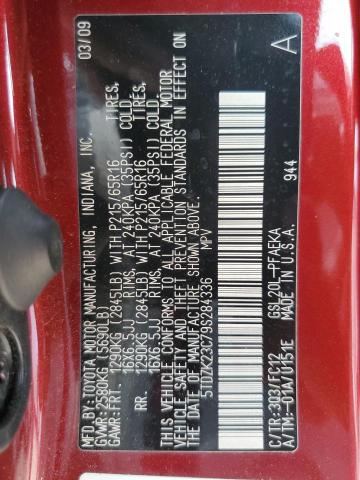 MFD. BY:
TOYOTA MOTOR MANUFACTURING, INDIANA, INC. 03/09
GVWR:2580KG(5690LB)
GAWR:FRT. 1290KG (2845LB) WITH P215/65R16 TIRES,
16X6.5JJ RIMS, AT 240KPA(35PSI) COLD.
RR. 1290KG (2845LB) WITH P215/65R16 TIRES,
16X6.5JJ RIMS, AT 240KPA(35PSI) COLD.
THIS VEHICLE CONFORMS TO ALL APPLICABLE FEDERAL MOTOR
VEHICLE SAFETY AND THEFT PREVENTION STANDARDS IN EFFECT ON
THE DATE OF MANUFACTURE SHOWN ABOVE.
5TDZK23C79S284336 MPV
A
C/TR:3Q3T/FC12 GSL20L-PFAEKA
A/TM:-01A/U151E MADE IN U.S.A. 944